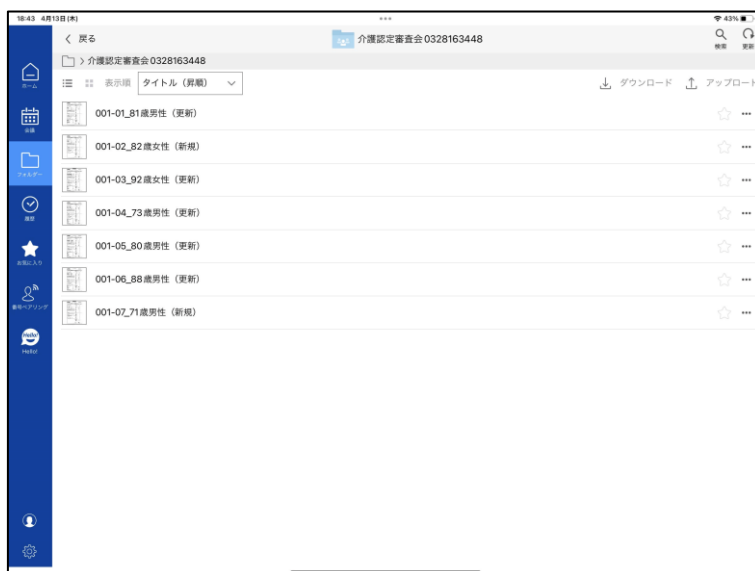 18:43 4月13日(木)
43%
戻る
介護認定審査会0328163448
検索
更新
介護認定審査会0328163448
表示順
タイトル（昇順）
ダウンロード
アップロード
ホーム
会議
フォルダー
履歴
お気に入り
Hello!
Hello!
001-01_81歳男性（更新）
001-02_82歳女性（新規）
001-03_92歳女性（更新）
001-04_73歳男性（更新）
001-05_80歳男性（更新）
001-06_88歳男性（更新）
001-07_71歳男性（新規）